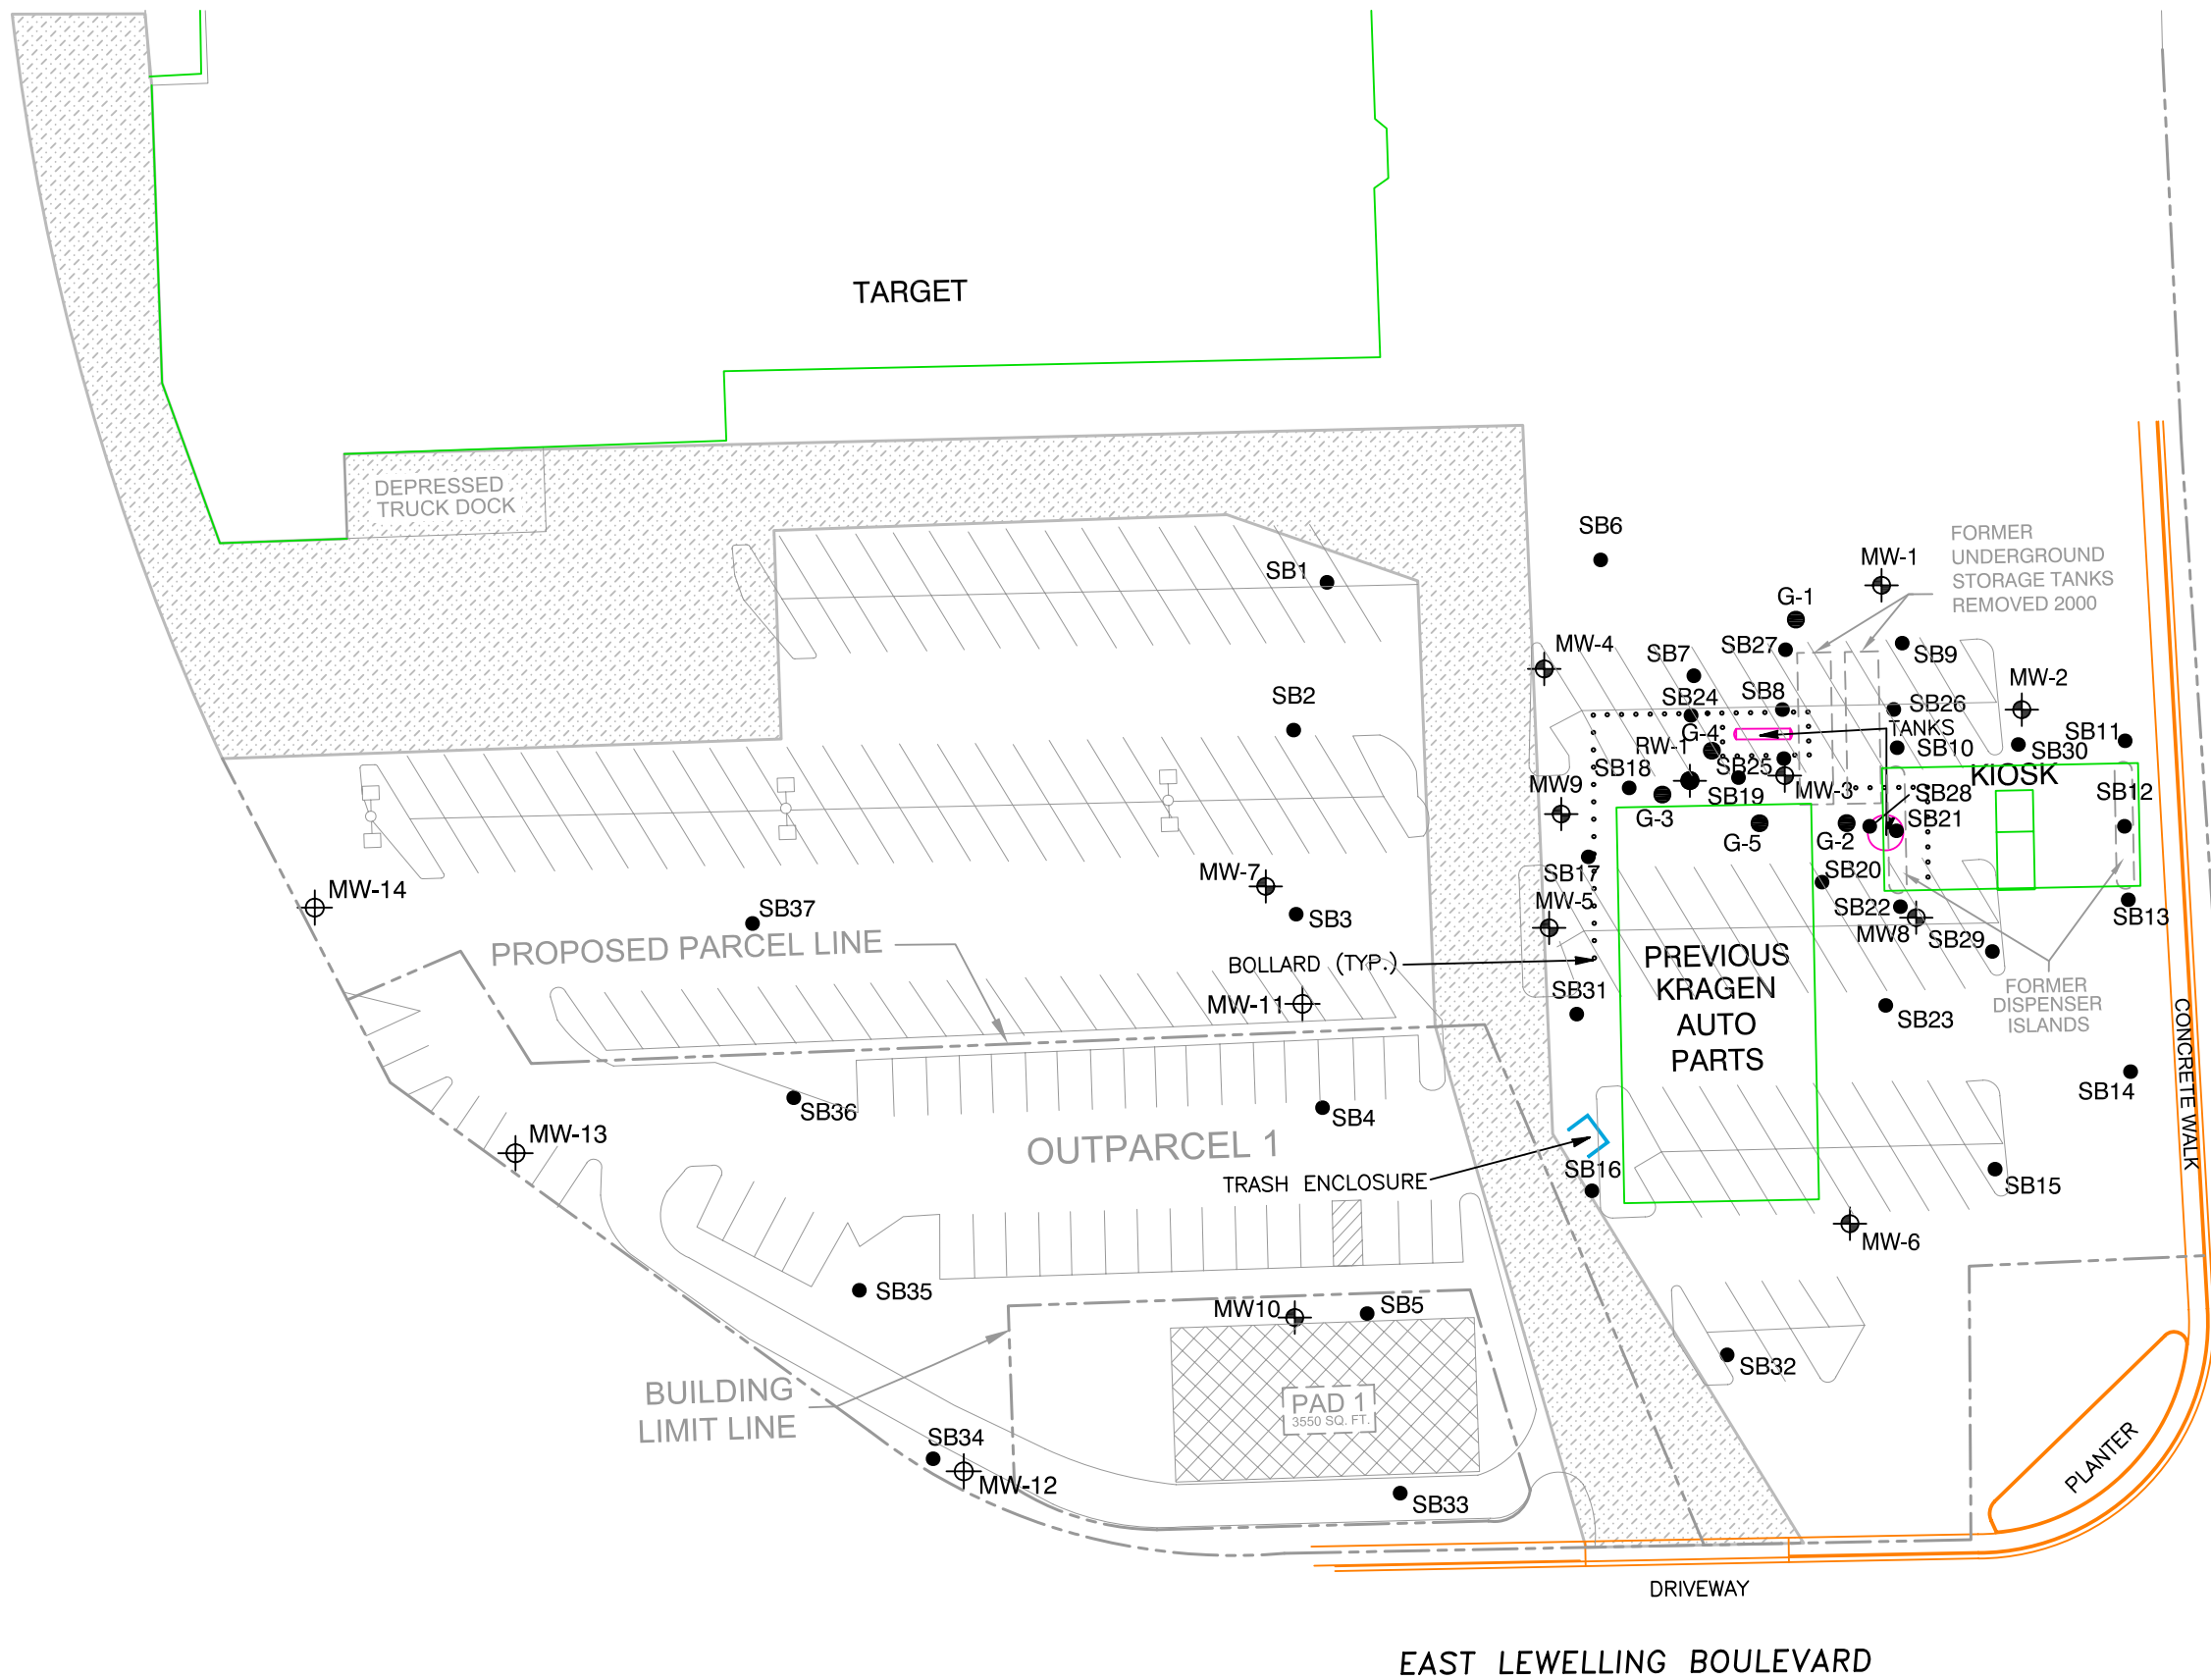 TARGET
DEPRESSED
TRUCK DOCK
SB6
FORMER
UNDERGROUND
STORAGE TANKS
REMOVED 2000
MW-1
SB1
G-1
MW-4
SB7
SB27
SB9
MW-2
SB2
SB24
SB8
SB26
TANKS
G-4
RW-1
SB10
SB30
SB11
SB18
SB25
KIOSK
MW9
SB19
MW-3
SB28
SB12
G-3
G-5
G-2
SB21
SB17
SB20
MW-7
MW-14
SB37
SB3
MW-5
SB22
MW8
SB29
SB13
PROPOSED PARCEL LINE
BOLLARD (TYP.)
PREVIOUS
KRAGEN
AUTO
PARTS
SB31
MW-11
FORMER
DISPENSER
ISLANDS
SB23
CONCRETE WALK
SB14
SB36
SB4
MW-13
OUTPARCEL 1
TRASH ENCLOSURE
SB16
SB15
MW-6
SB35
MW10
SB5
SB32
BUILDING
LIMIT LINE
PAD 1
3550 SQ. FT.
SB34
MW-12
SB33
PLANTER
DRIVEWAY
EAST LEWELLING BOULEVARD